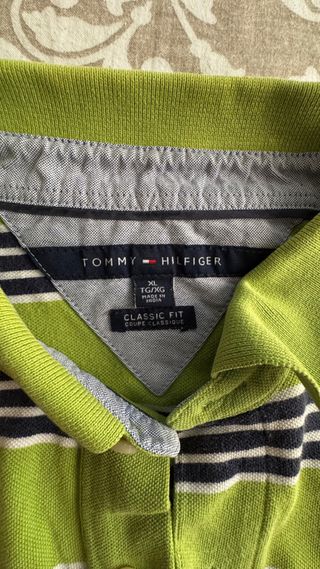 TOMMY HILFIGER
XL
TG/XG
MADE IN
INDIA
CLASSIC FIT
COUPE CLASSIQUE